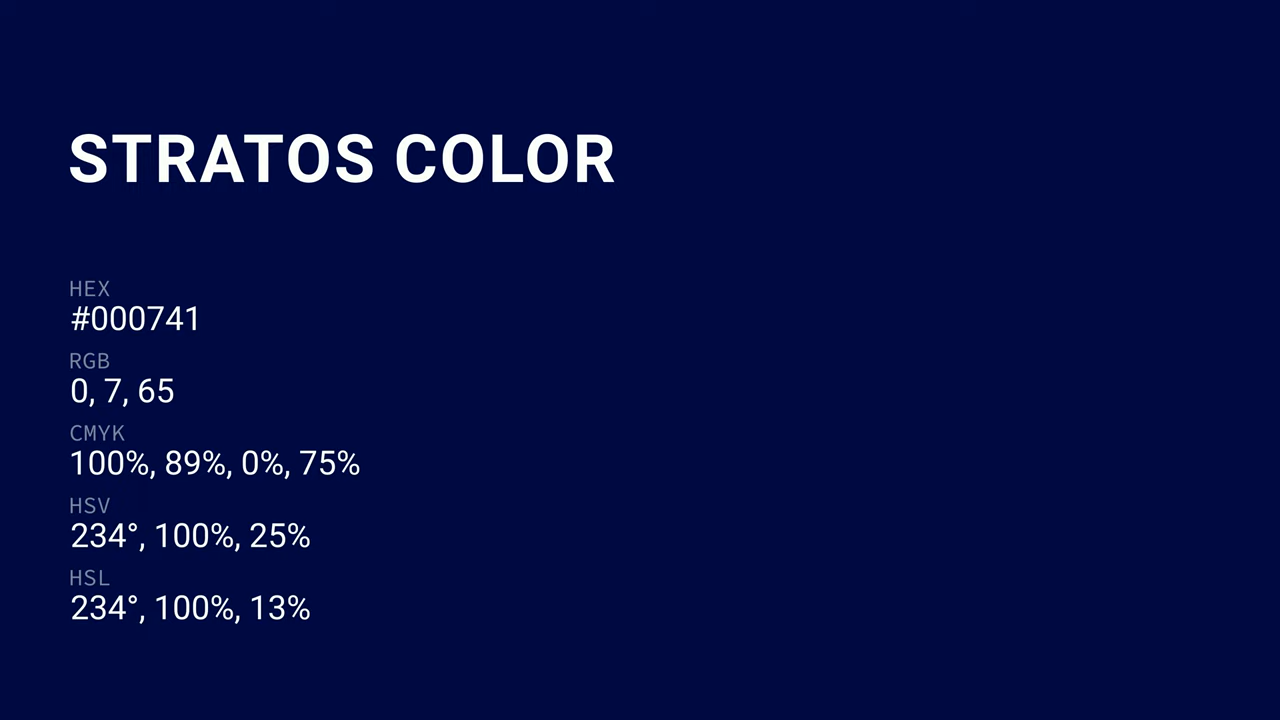 STRATOS COLOR
HEX
#000741
RGB
0, 7, 65
CMYK
100%, 89%, 0%, 75%
HSV
234°, 100%, 25%
HSL
234°, 100%, 13%